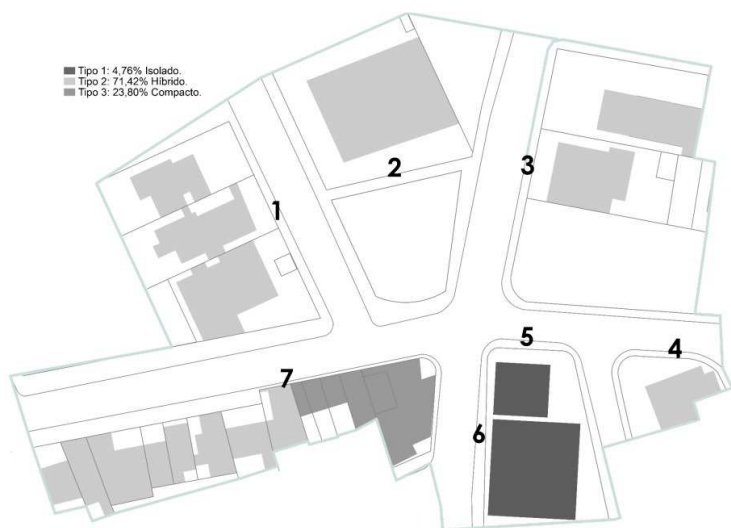 Tipo 1: 4,76% Isolado.
Tipo 2: 71,42% Híbrido.
Tipo 3: 23,80% Compacto.
2
3
1
5
4
7
6